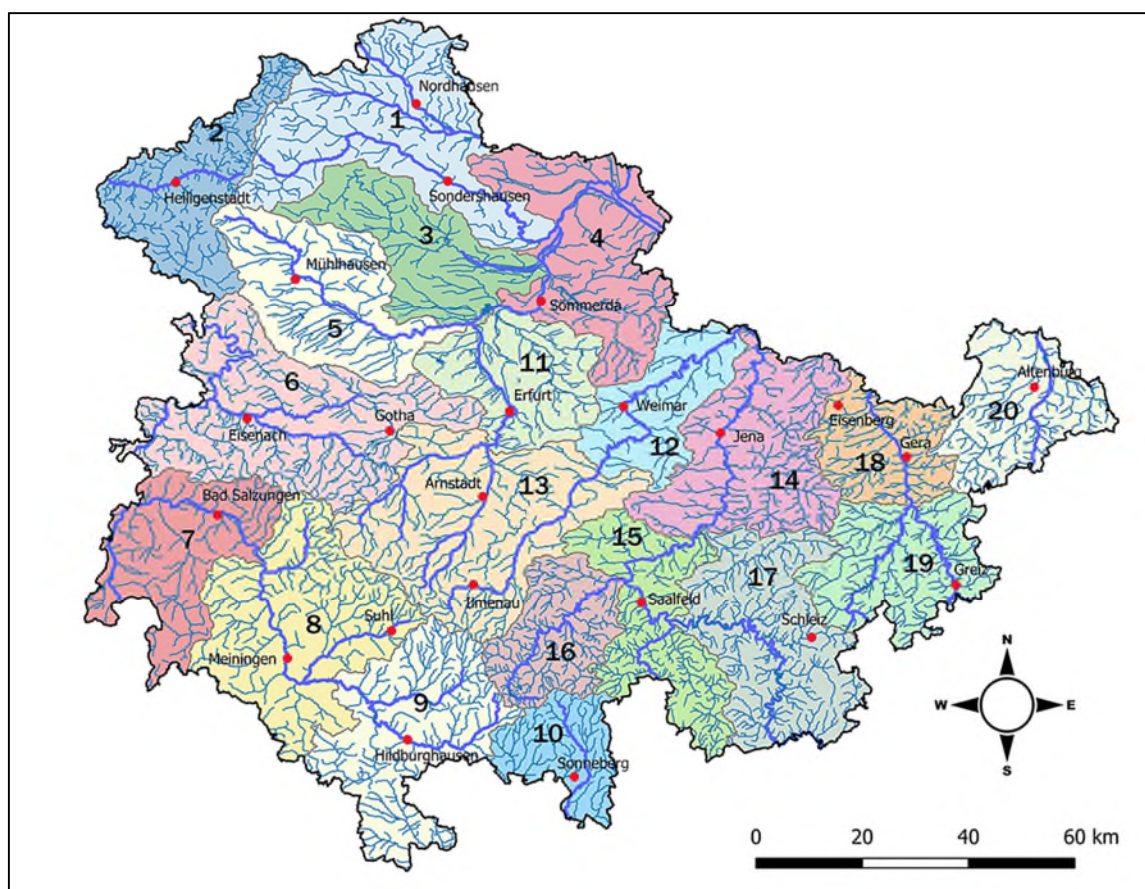 Nordhausen
1
2
Heiligenstadt
Sondershausen
3
4
Mühlhausen
Sömmerda
5
11
6
Altenburg
20
Erfurt
Weimar
Eisenberg
Gotha
Eisenach
Jena
12
Gera
18
14
13
Arnstadt
Bad Salzungen
7
15
17
19
Greiz
Ilmenau
Saalfeld
Suhl
8
Schleiz
16
Meiningen
9
10
Hildburghausen
Sonneberg
N
W E
S
0 20 40 60 km